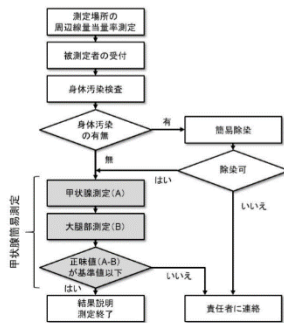 測定場所の
周辺線量当量率測定
被測定者の受付
身体汚染検査
身体汚染
の有無
有
簡易除染
無
はい
除染可
いいえ
甲状腺簡易測定
甲状腺測定(A)
大腿部測定(B)
正味値(A-B)
が基準値以下
いいえ
はい
結果説明
測定終了
責任者に連絡